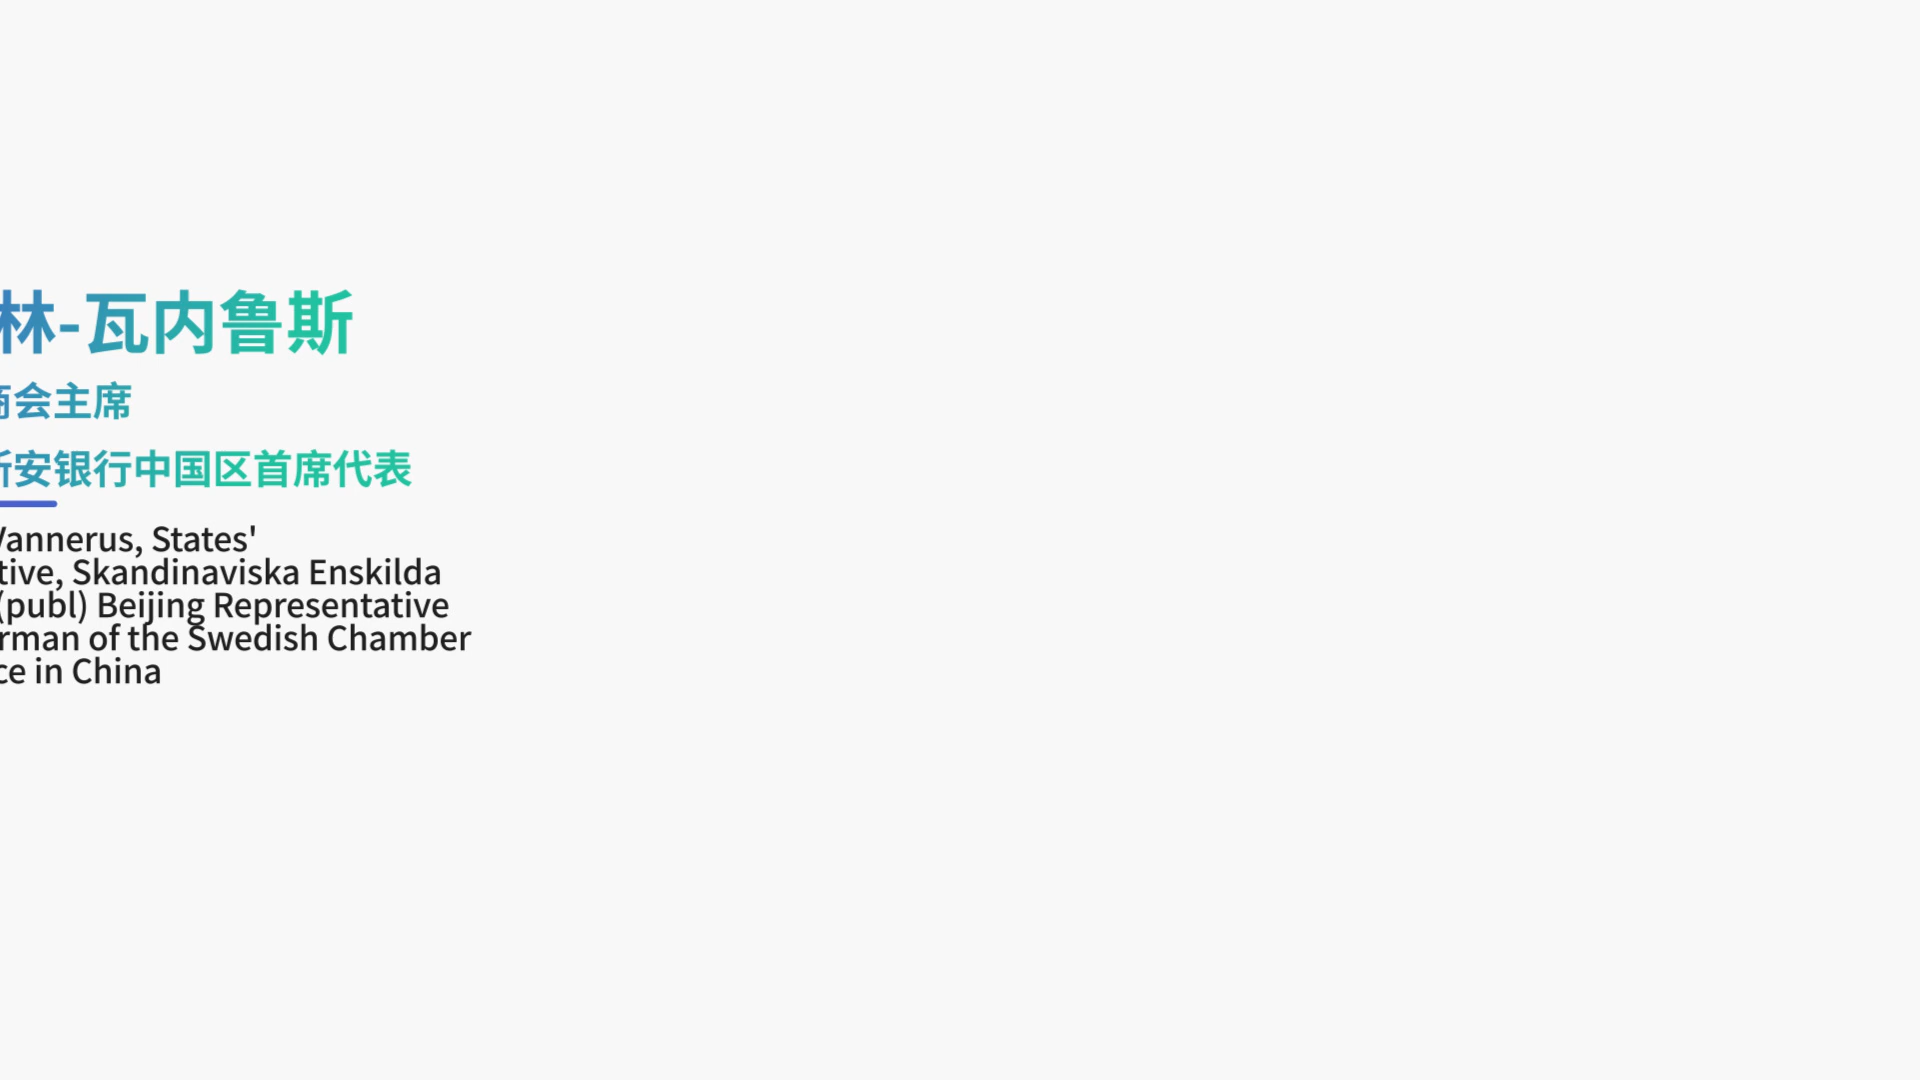 林-瓦内鲁斯
商会主席
斯安银行中国区首席代表
Vannerus, States'
tive, Skandinaviska Enskilda
(publ) Beijing Representative
rman of the Swedish Chamber
ce in China